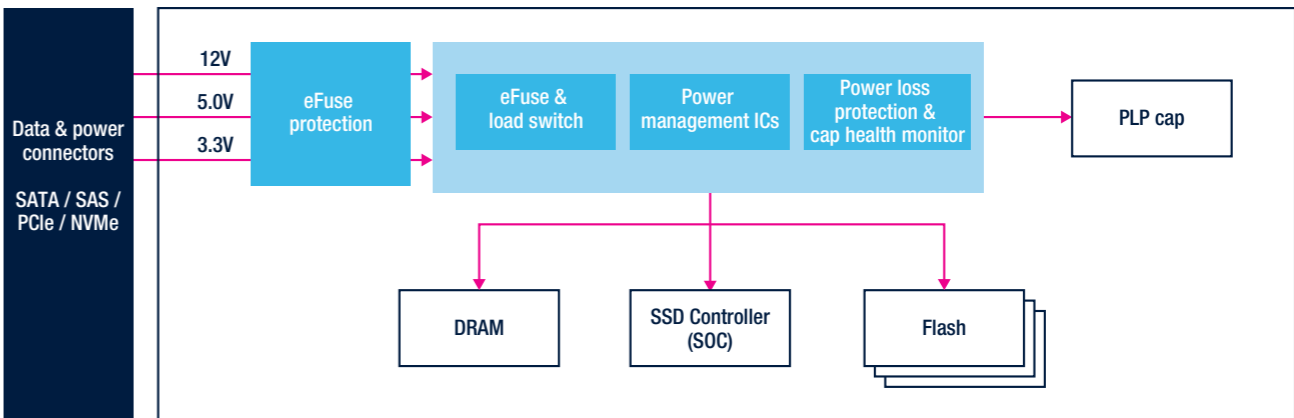 Data & power
connectors
SATA / SAS /
PCIe / NVMe
12V
5.0V
3.3V
eFuse
protection
eFuse &
load switch
Power
management ICs
Power loss
protection &
cap health monitor
PLP cap
DRAM
SSD Controller
(SOC)
Flash